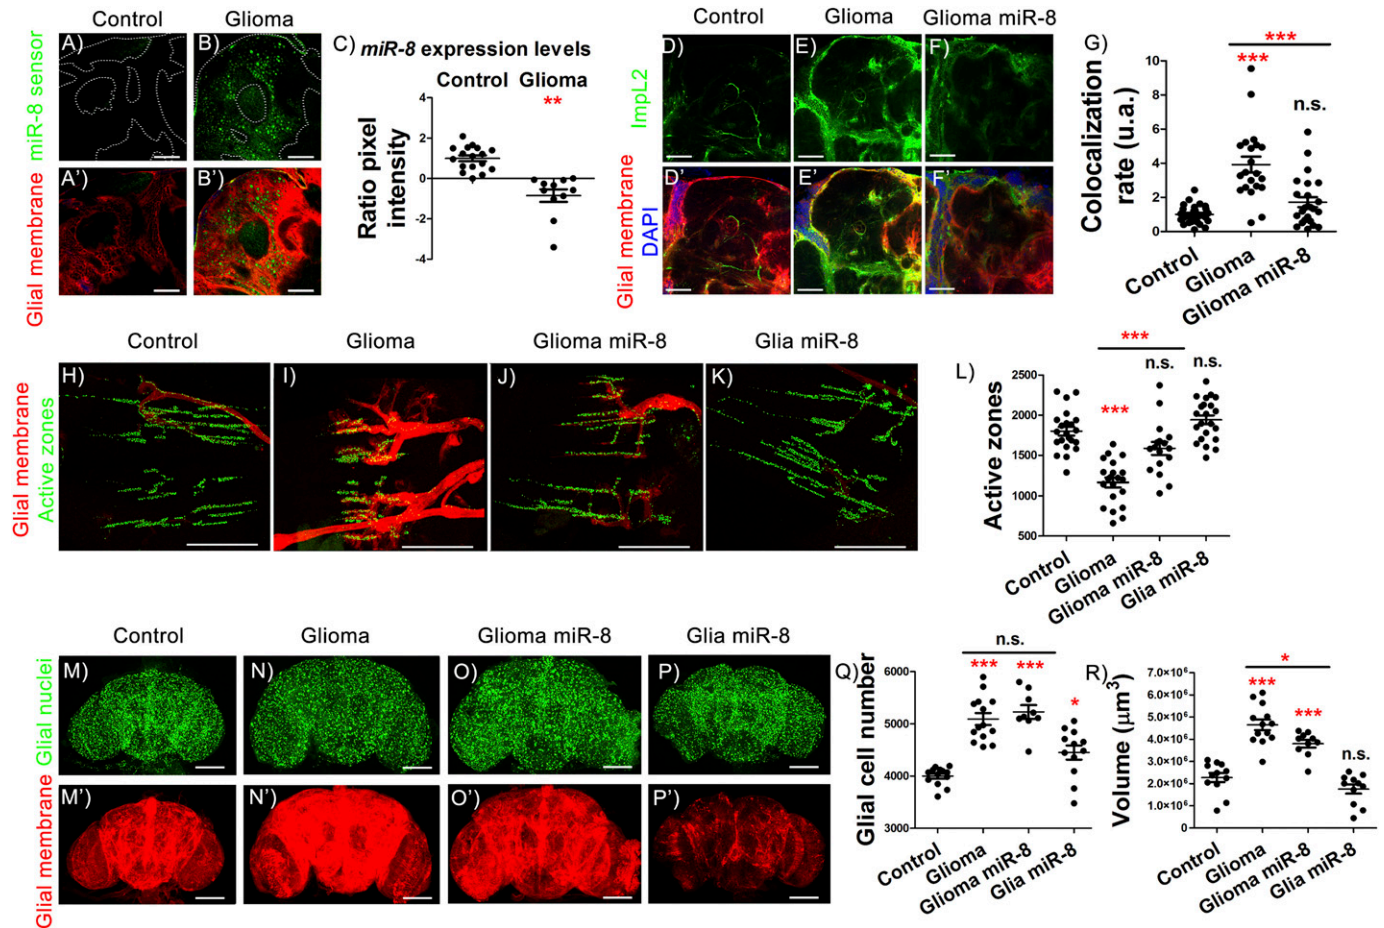 Control
Glioma
miR-8 sensor
Glial membrane
A)
B)
A')
B')
C)
miR-8 expression levels
Control
Glioma
**
Ratio pixel
intensity
4
2
0
-2
-4
Control
Glioma
Glioma miR-8
ImpL2
Glial membrane
DAPI
D)
E)
F)
D')
E')
F')
G)
***
***
n.s.
Colocalization
rate (u.a.)
10
8
6
4
2
0
Control
Glioma
Glioma miR-8
Control
Glioma
Glioma miR-8
Glia miR-8
Glial membrane
Active zones
H)
I)
J)
K)
L)
***
***
n.s.
n.s.
Active zones
2500
2000
1500
1000
500
Control
Glioma
Glioma miR-8
Glia miR-8
Control
Glioma
Glioma miR-8
Glia miR-8
Glial nuclei
Glial membrane
M)
N)
O)
P)
M')
N')
O')
P')
Q)
n.s.
***
***
*
Glial cell number
6000
5000
4000
3000
Control
Glioma
Glioma miR-8
Glia miR-8
R)
*
***
***
n.s.
Volume (μm³)
7.0×10⁶
6.0×10⁶
5.0×10⁶
4.0×10⁶
3.0×10⁶
2.0×10⁶
1.0×10⁶
0
Control
Glioma
Glioma miR-8
Glia miR-8